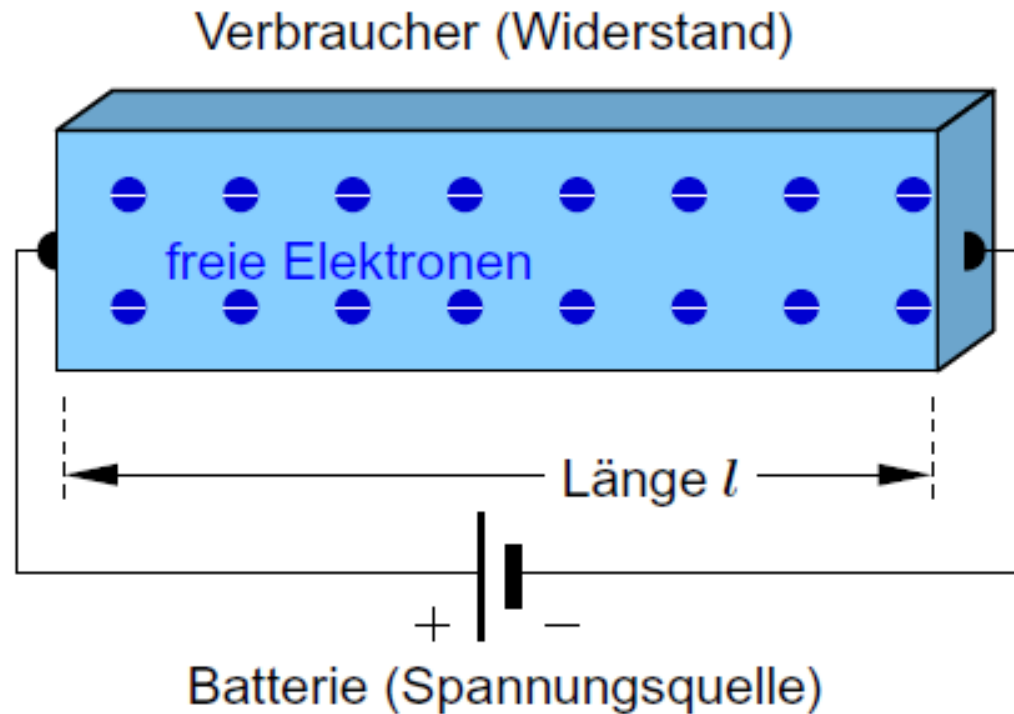 Verbraucher (Widerstand)
freie Elektronen
Länge l
+ −
Batterie (Spannungsquelle)